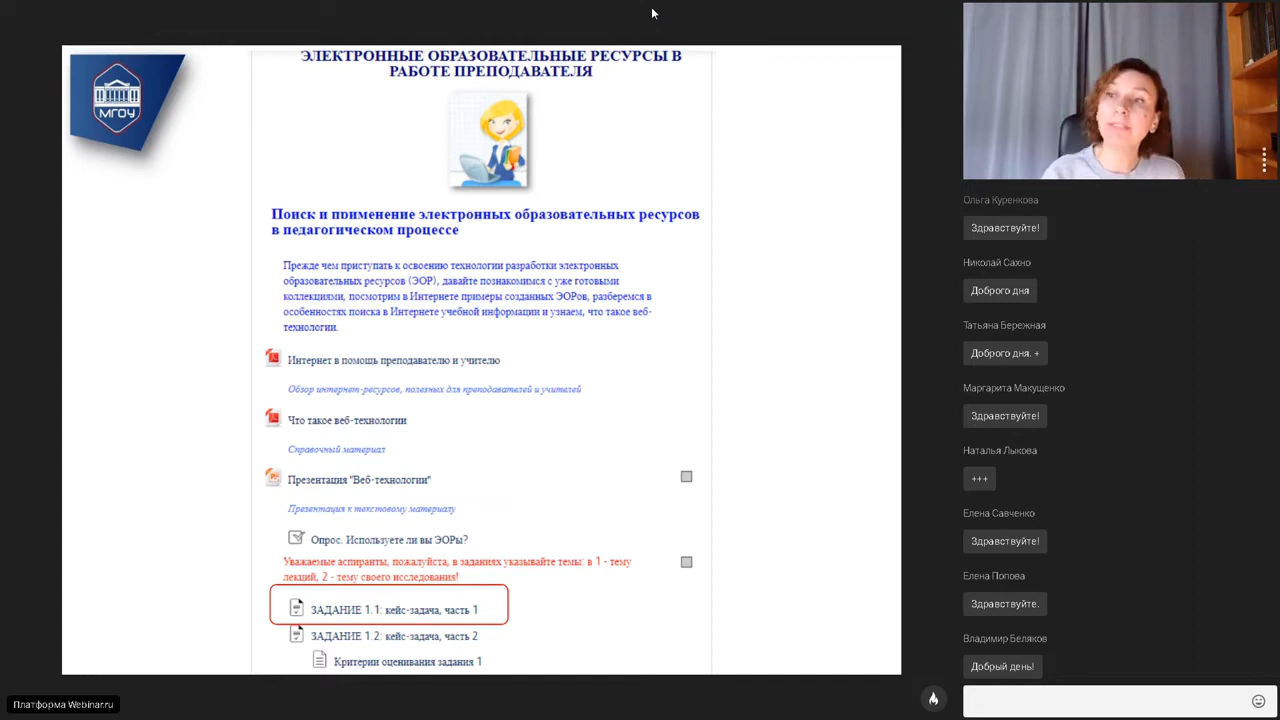 ЭЛЕКТРОННЫЕ ОБРАЗОВАТЕЛЬНЫЕ РЕСУРСЫ В
РАБОТЕ ПРЕПОДАВАТЕЛЯ
МГОУ
Поиск и применение электронных образовательных ресурсов
в педагогическом процессе
Прежде чем приступать к освоению технологии разработки электронных
образовательных ресурсов (ЭОР), давайте познакомимся с уже готовыми
коллекциями, посмотрим в Интернете примеры созданных ЭОРов, разберемся в
особенностях поиска в Интернете учебной информации и узнаем, что такое веб-
технологии.
Интернет в помощь преподавателю и учителю
Обзор интернет-ресурсов, полезных для преподавателей и учителей
Что такое веб-технологии
Справочный материал
Презентация "Веб-технологии"
Презентация к текстовому материалу
Опрос. Используете ли вы ЭОРы?
Уважаемые аспиранты, пожалуйста, в заданиях указывайте темы: в 1 - тему
лекций, 2 - тему своего исследования!
ЗАДАНИЕ 1.1: кейс-задача, часть 1
ЗАДАНИЕ 1.2: кейс-задача, часть 2
Критерии оценивания задания 1
Платформа Webinar.ru
Ольга Куренкова
Здравствуйте!
Николай Сахно
Доброго дня
Татьяна Бережная
Доброго дня. +
Маргарита Макущенко
Здравствуйте!
Наталья Лыкова
+++
Елена Савченко
Здравствуйте!
Елена Попова
Здравствуйте.
Владимир Беляков
Добрый день!